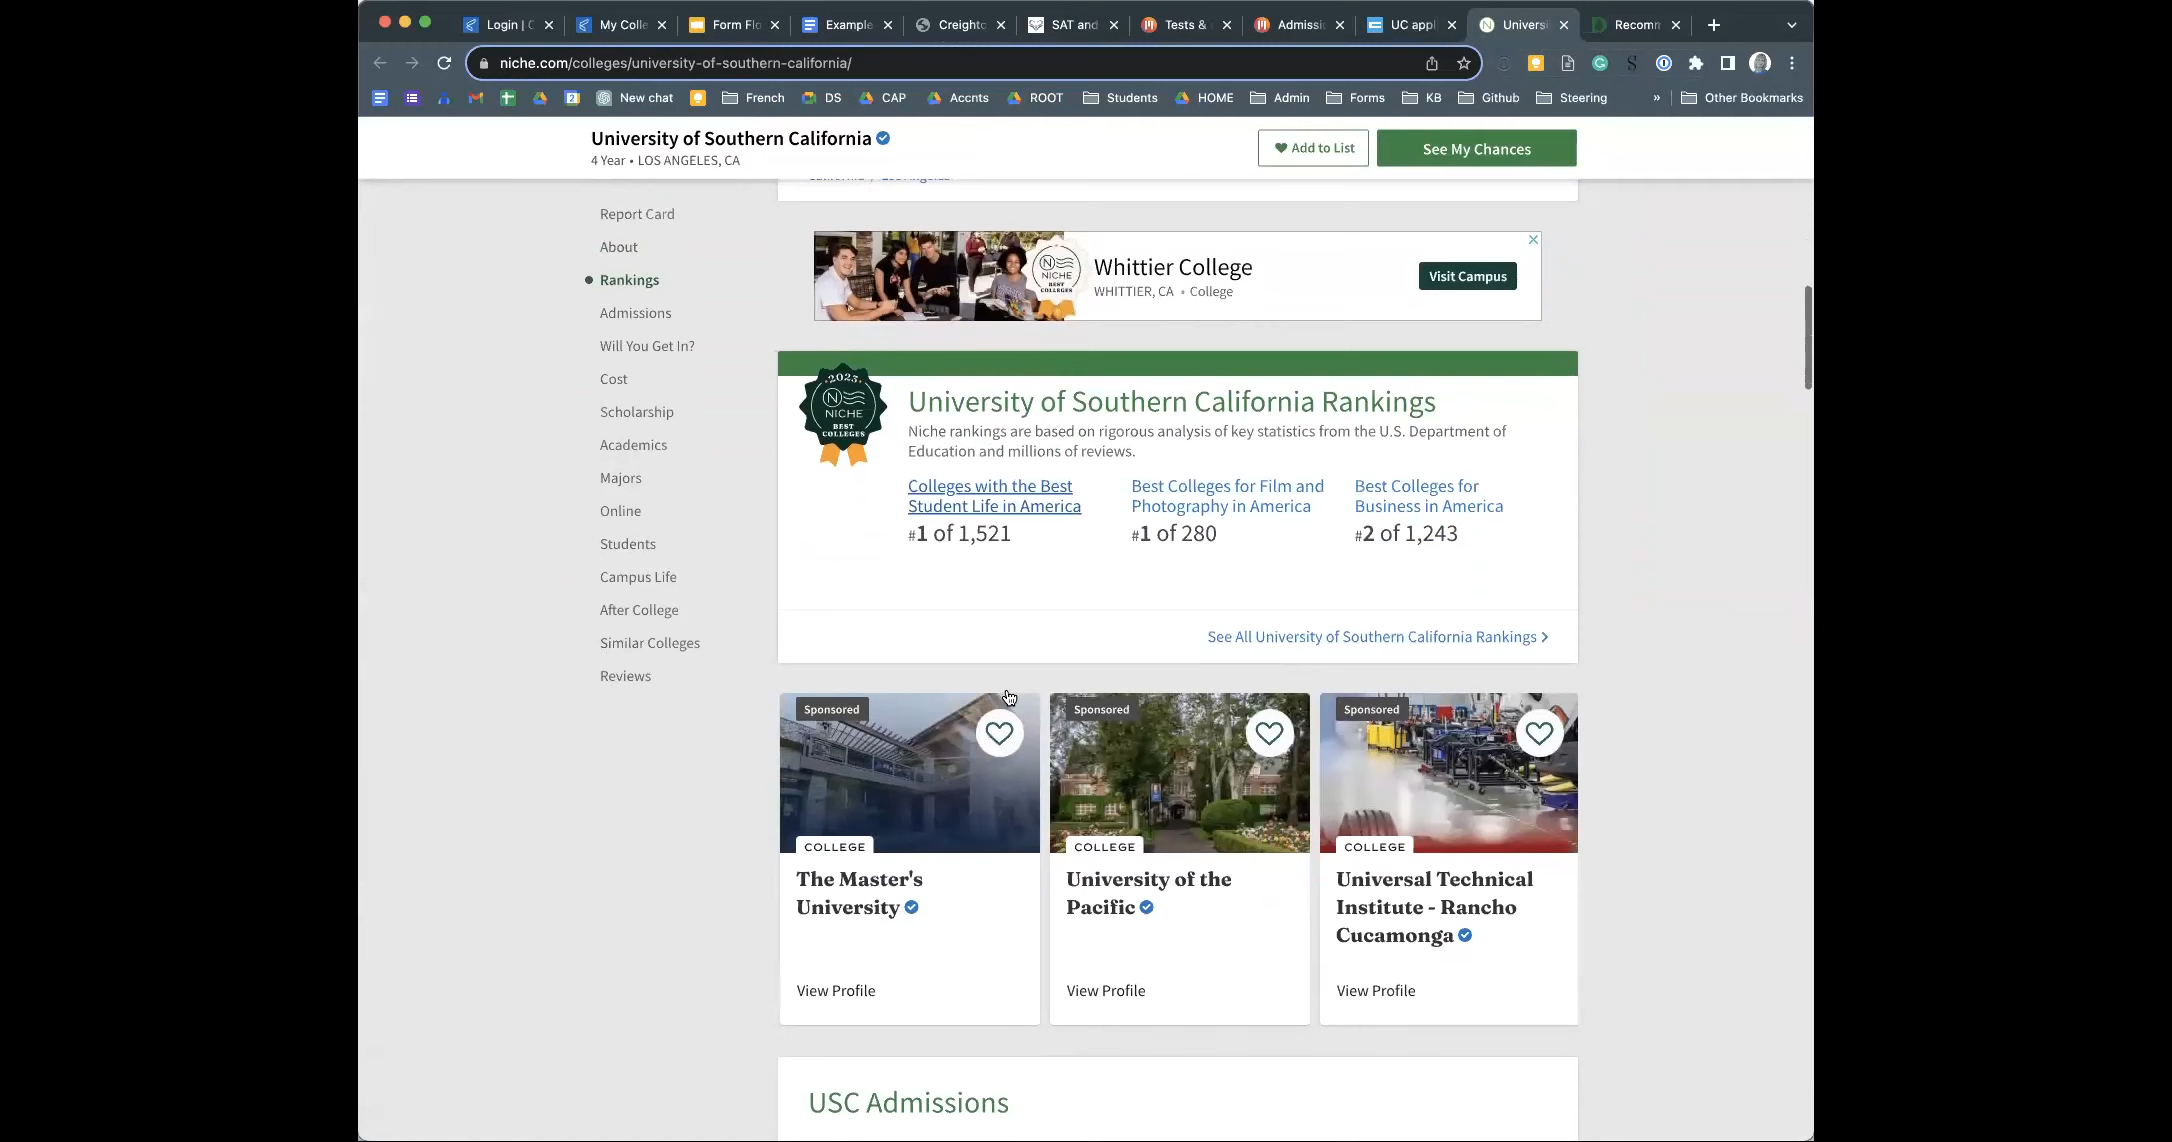 Login | C
My Colle
Form Flo
Example
Creighto
SAT and
Tests &
Admissi
UC appl
Universi
Recomm
niche.com/colleges/university-of-southern-california/
New chat
French
DS
CAP
Accnts
ROOT
Students
HOME
Admin
Forms
KB
Github
Steering
»
Other Bookmarks
University of Southern California
4 Year • LOS ANGELES, CA
Add to List
See My Chances
Report Card
About
Rankings
Admissions
Will You Get In?
Cost
Scholarship
Academics
Majors
Online
Students
Campus Life
After College
Similar Colleges
Reviews
NICHE
BEST
COLLEGES
Whittier College
WHITTIER, CA • College
Visit Campus
2023
NICHE
BEST
COLLEGES
University of Southern California Rankings
Niche rankings are based on rigorous analysis of key statistics from the U.S. Department of
Education and millions of reviews.
Colleges with the Best
Student Life in America
#1 of 1,521
Best Colleges for Film and
Photography in America
#1 of 280
Best Colleges for
Business in America
#2 of 1,243
See All University of Southern California Rankings
Sponsored
COLLEGE
The Master's
University
View Profile
Sponsored
COLLEGE
University of the
Pacific
View Profile
Sponsored
COLLEGE
Universal Technical
Institute - Rancho
Cucamonga
View Profile
USC Admissions